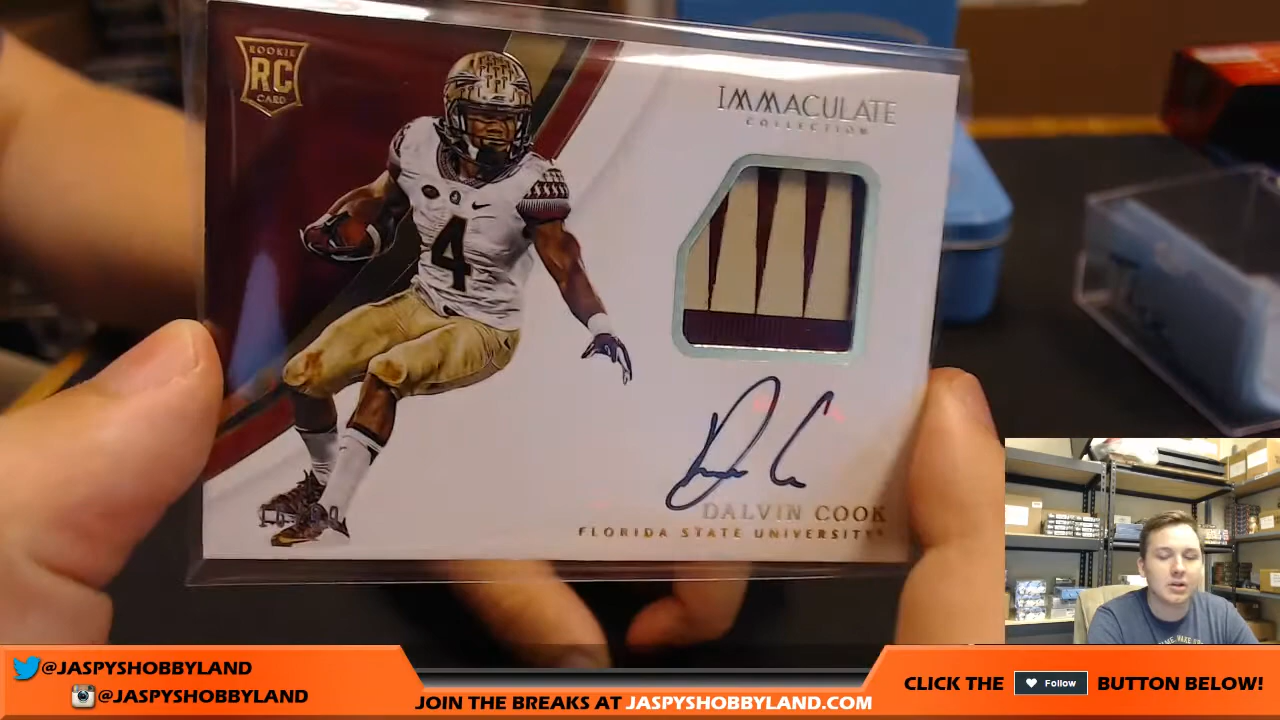 ROOKIE
RC
CARD
IMMACULATE
COLLECTION
4
DALVIN COOK
FLORIDA STATE UNIVERSITY
@JASPYSHOBBYLAND
@JASPYSHOBBYLAND
JOIN THE BREAKS AT JASPYSHOBBYLAND.COM
CLICK THE Follow BUTTON BELOW!